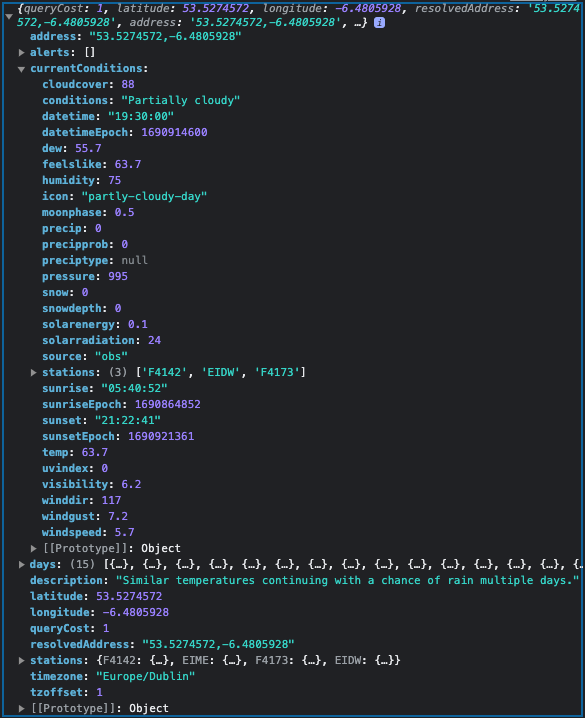 {queryCost: 1, latitude: 53.5274572, longitude: -6.4805928, resolvedAddress: '53.5274
572,-6.4805928', address: '53.5274572,-6.4805928', …} i
address: "53.5274572,-6.4805928"
alerts: []
currentConditions:
cloudcover: 88
conditions: "Partially cloudy"
datetime: "19:30:00"
datetimeEpoch: 1690914600
dew: 55.7
feelslike: 63.7
humidity: 75
icon: "partly-cloudy-day"
moonphase: 0.5
precip: 0
precipprob: 0
preciptype: null
pressure: 995
snow: 0
snowdepth: 0
solarenergy: 0.1
solarradiation: 24
source: "obs"
stations: (3) ['F4142', 'EIDW', 'F4173']
sunrise: "05:40:52"
sunriseEpoch: 1690864852
sunset: "21:22:41"
sunsetEpoch: 1690921361
temp: 63.7
uvindex: 0
visibility: 6.2
winddir: 117
windgust: 7.2
windspeed: 5.7
[[Prototype]]: Object
days: (15) [{…}, {…}, {…}, {…}, {…}, {…}, {…}, {…}, {…}, {…}, {…}, {…}, {…}, {…
description: "Similar temperatures continuing with a chance of rain multiple days."
latitude: 53.5274572
longitude: -6.4805928
queryCost: 1
resolvedAddress: "53.5274572,-6.4805928"
stations: {F4142: {…}, EIME: {…}, F4173: {…}, EIDW: {…}}
timezone: "Europe/Dublin"
tzoffset: 1
[[Prototype]]: Object